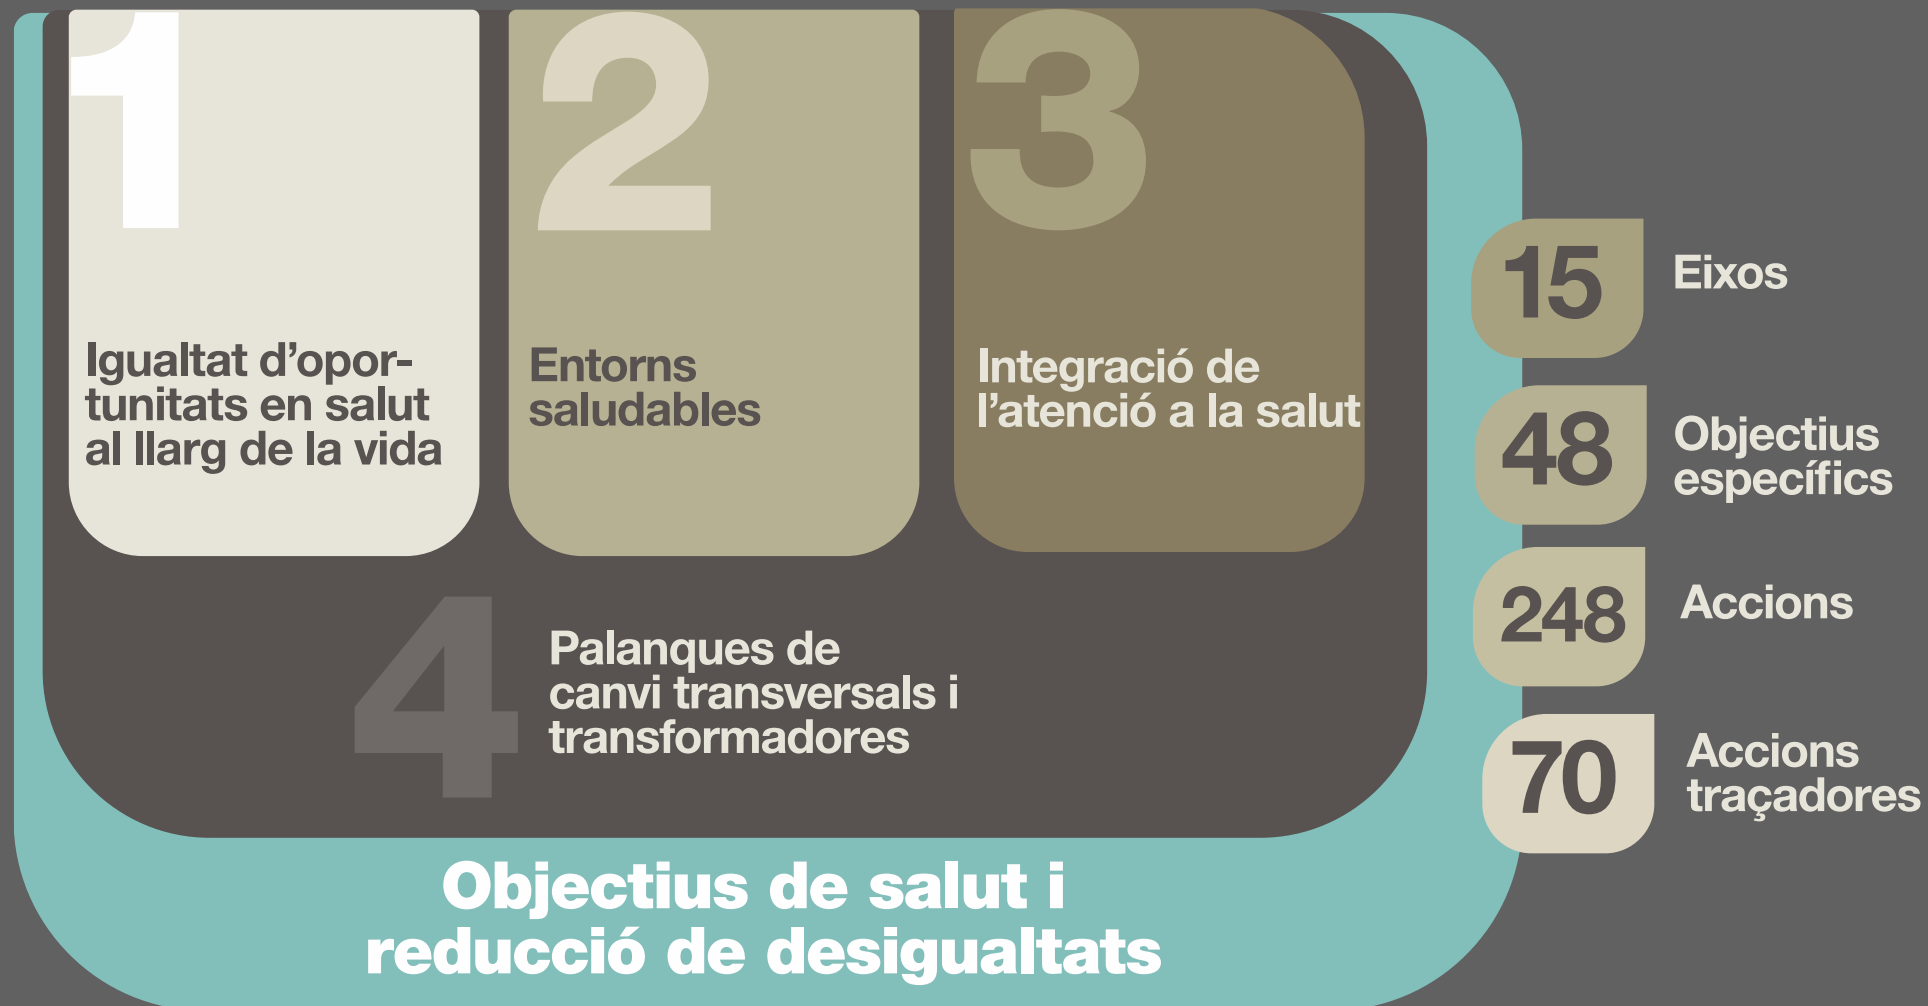 1
Igualtat d’opor-
tunitats en salut
al llarg de la vida
2
Entorns
saludables
3
Integració de
l’atenció a la salut
4
Palanques de
canvi transversals i
transformadores
Objectius de salut i
reducció de desigualtats
15
Eixos
48
Objectius
específics
248
Accions
70
Accions
traçadores